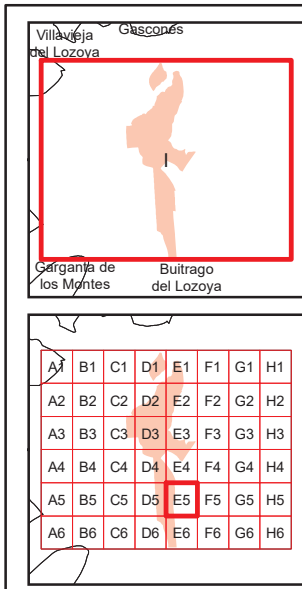 Villavieja
del Lozoya
Gascones
I
Garganta de
los Montes
Buitrago
del Lozoya
A1 B1 C1 D1 E1 F1 G1 H1
A2 B2 C2 D2 E2 F2 G2 H2
A3 B3 C3 D3 E3 F3 G3 H3
A4 B4 C4 D4 E4 F4 G4 H4
A5 B5 C5 D5 E5 F5 G5 H5
A6 B6 C6 D6 E6 F6 G6 H6